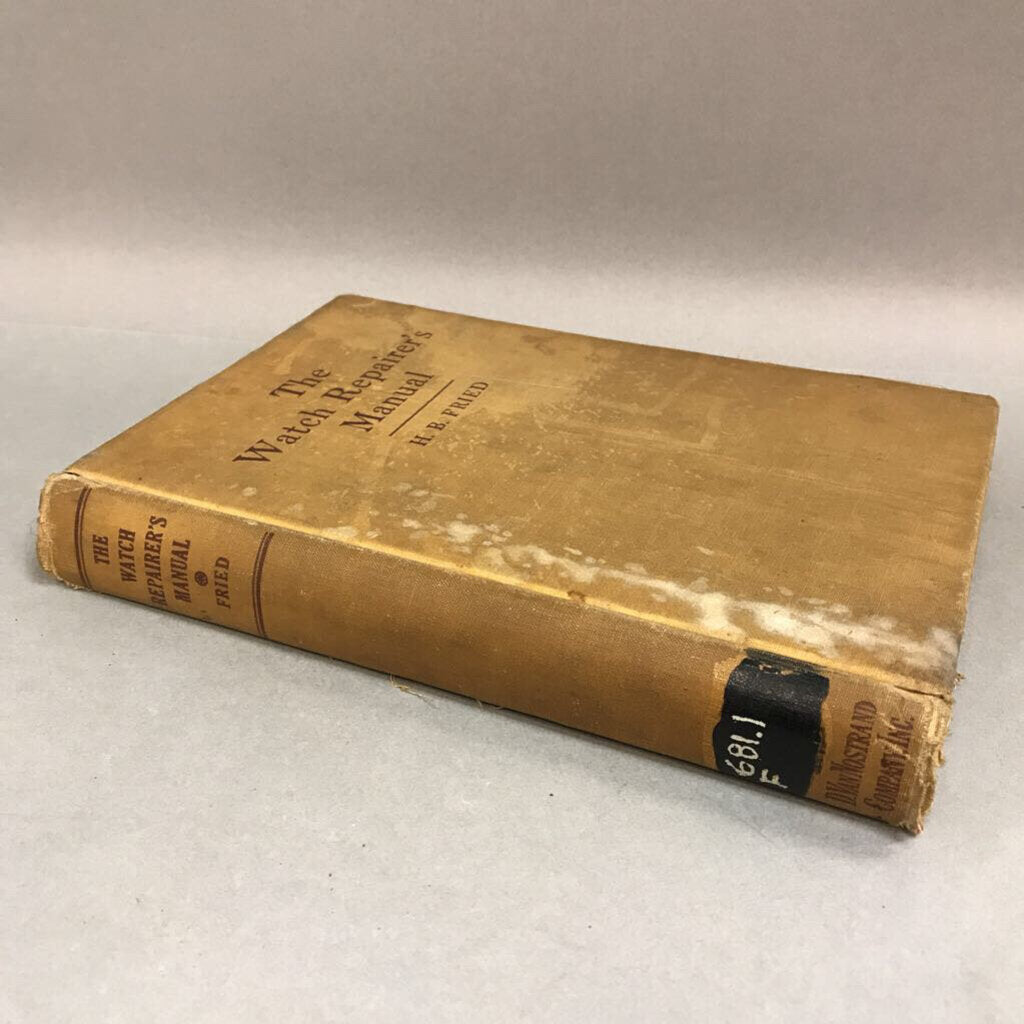 The
Watch Repairer's
Manual
H. B. FRIED
THE
WATCH
REPAIRER'S
MANUAL
FRIED
681.1
F
D. VAN NOSTRAND
COMPANY, INC.